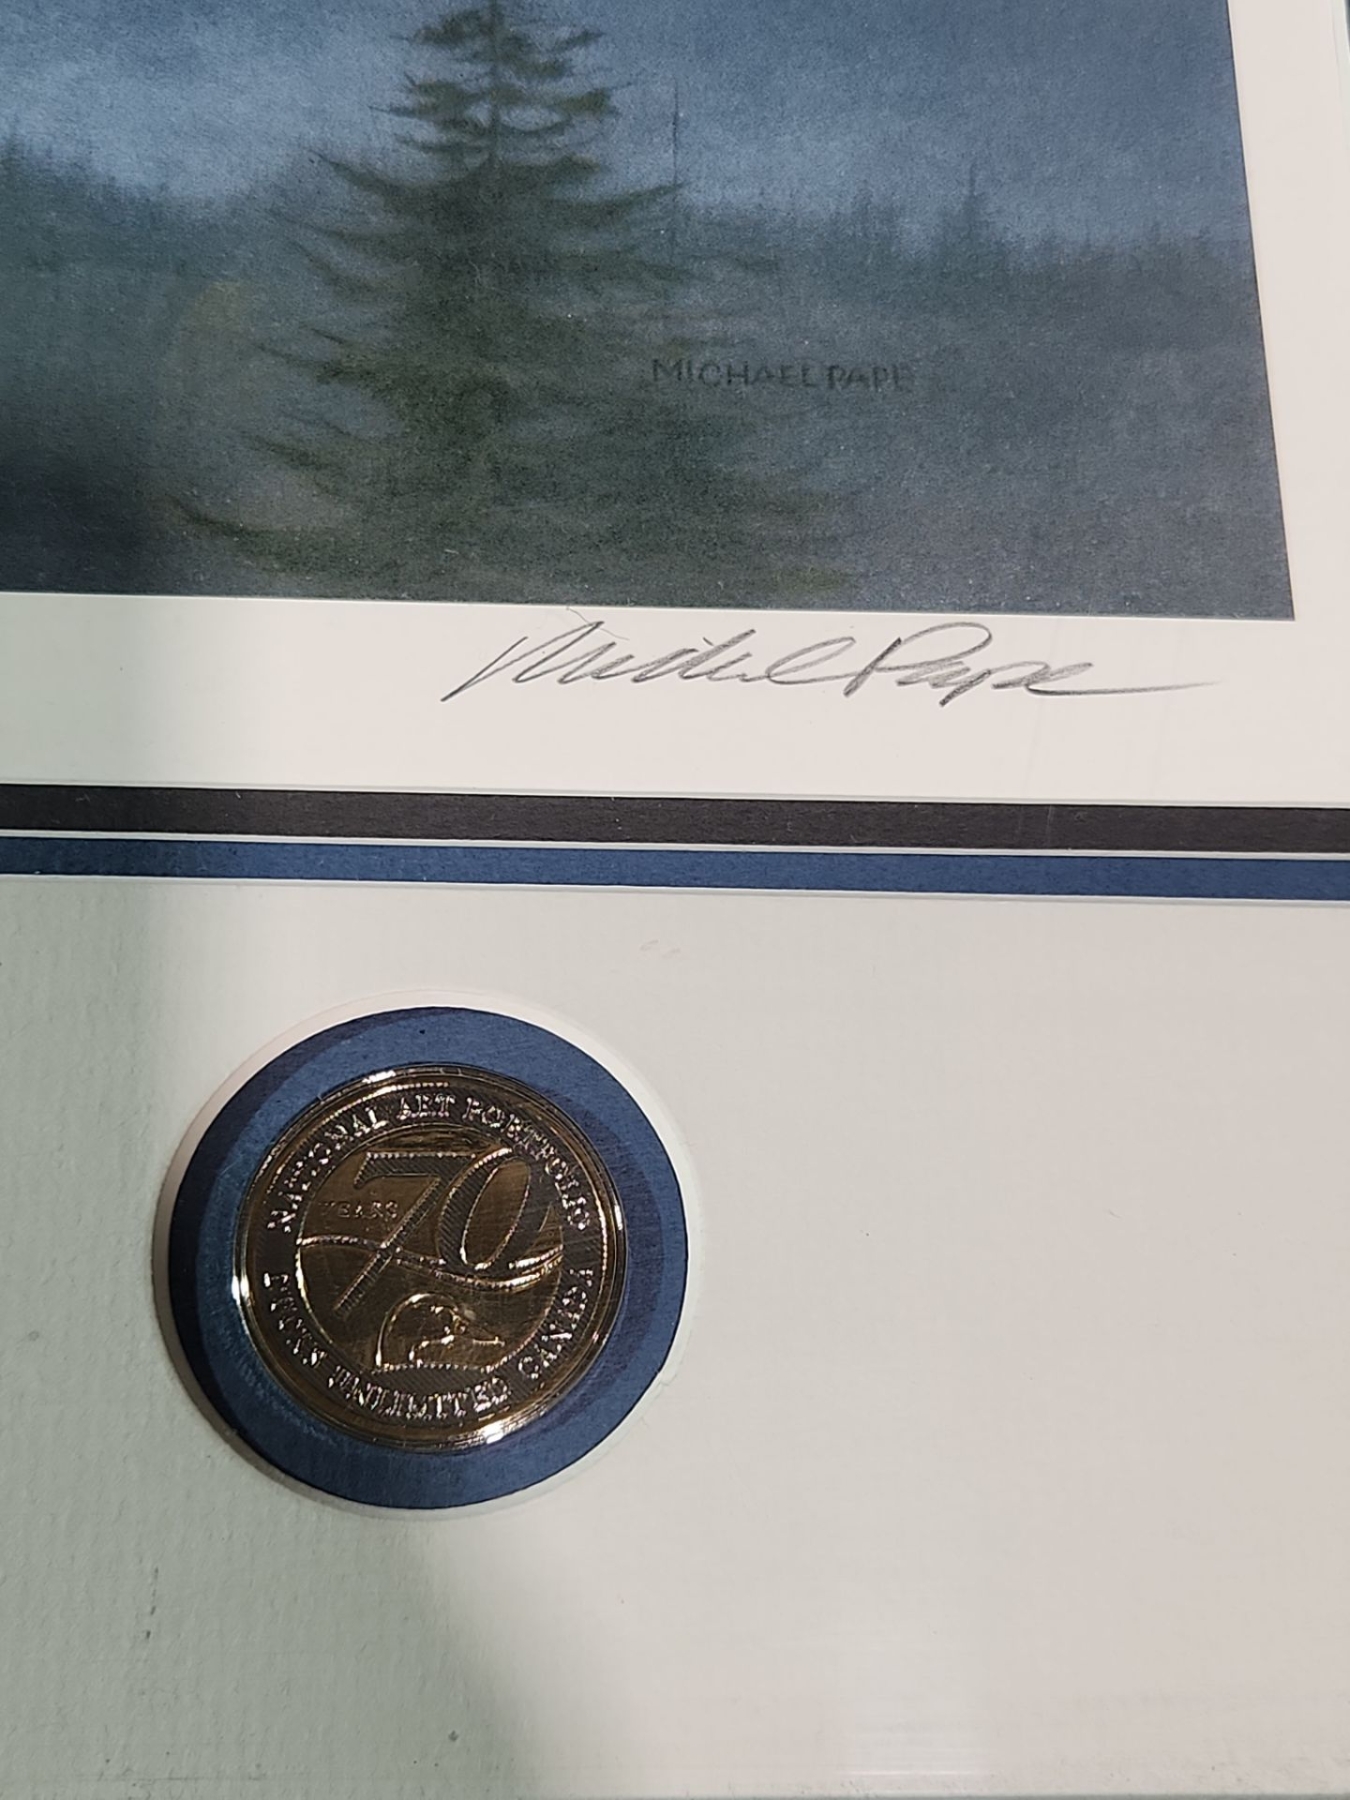 MICHAEL PAPE
Michael Pape
NATIONAL ART PORTFOLIO
70
YEARS
DUCKS UNLIMITED CANADA